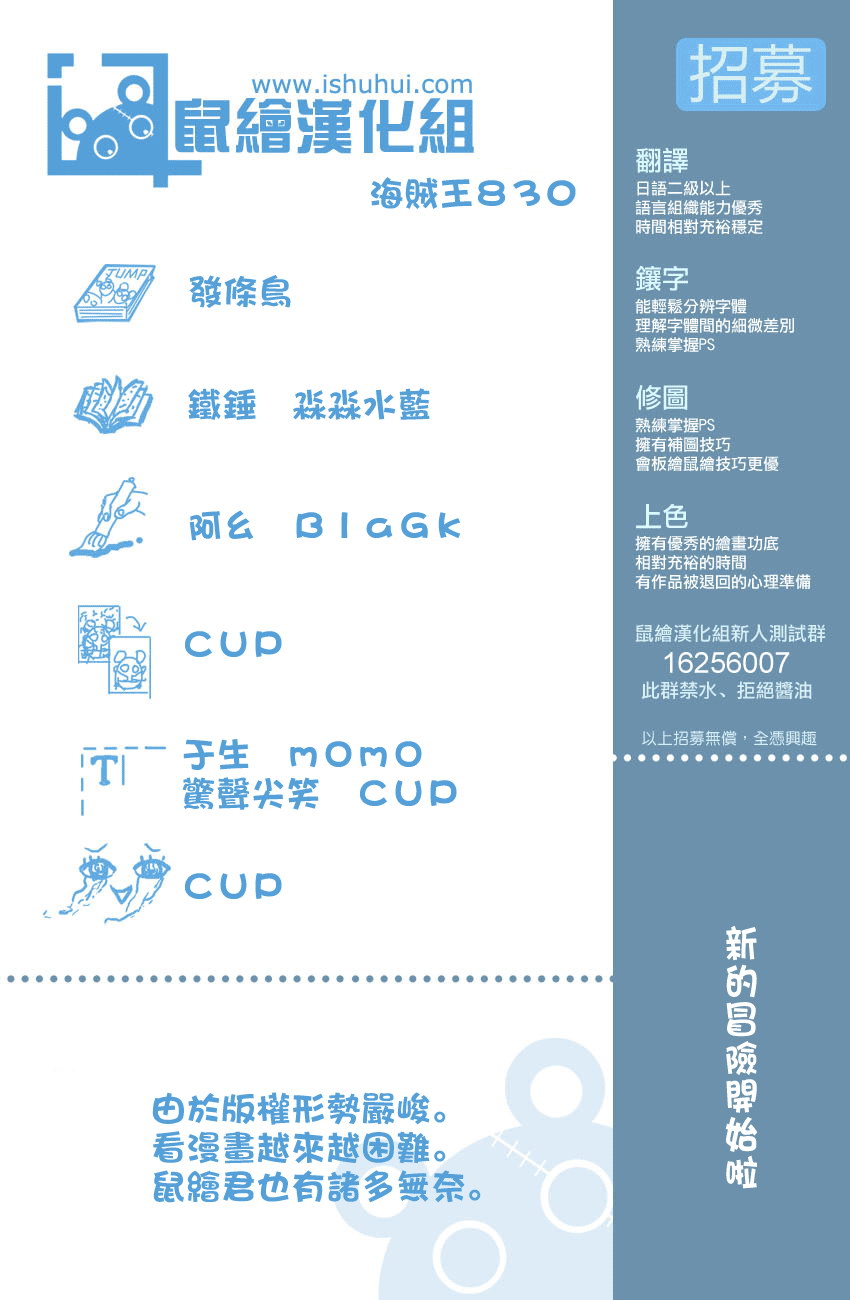 www.ishuhui.com
鼠繪漢化組
海賊王830
JUMP
發條鳥
鐵錘 淼淼水藍
阿幺 BlaGk
CUP
T
于生 mOmO
驚聲尖笑 CUP
CUP
由於版權形勢嚴峻。
看漫畫越來越困難。
鼠繪君也有諸多無奈。
招募
翻譯
日語二級以上
語言組織能力優秀
時間相對充裕穩定
鑲字
能輕鬆分辨字體
理解字體間的細微差別
熟練掌握PS
修圖
熟練掌握PS
擁有補圖技巧
會板繪鼠繪技巧更優
上色
擁有優秀的繪畫功底
相對充裕的時間
有作品被退回的心理準備
鼠繪漢化組新人測試群
16256007
此群禁水、拒絕醬油
以上招募無償，全憑興趣
新的冒險開始啦